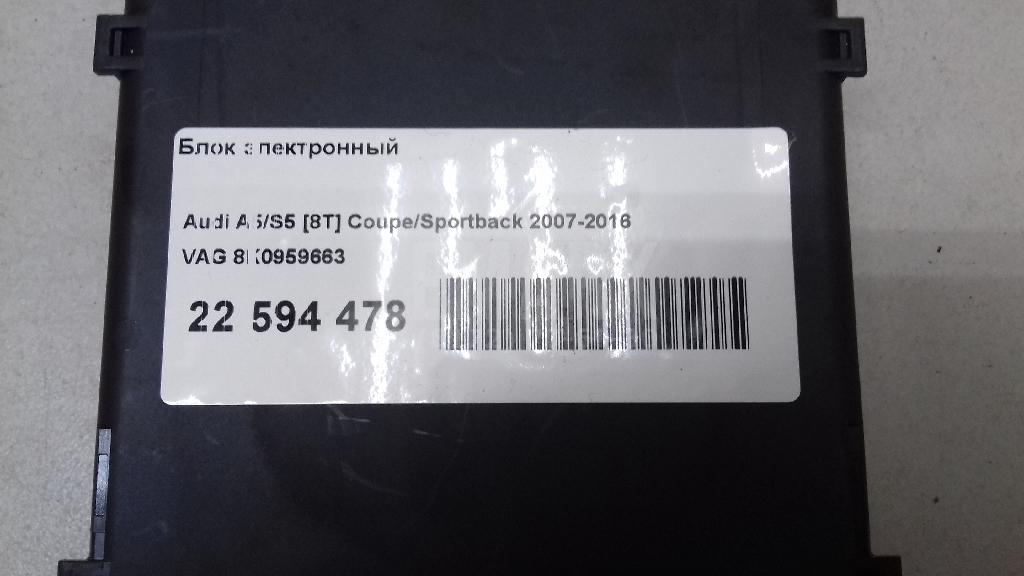 Блок электронный
Audi A5/S5 [8T] Coupe/Sportback 2007-2016
VAG 8K0959663
22 594 478